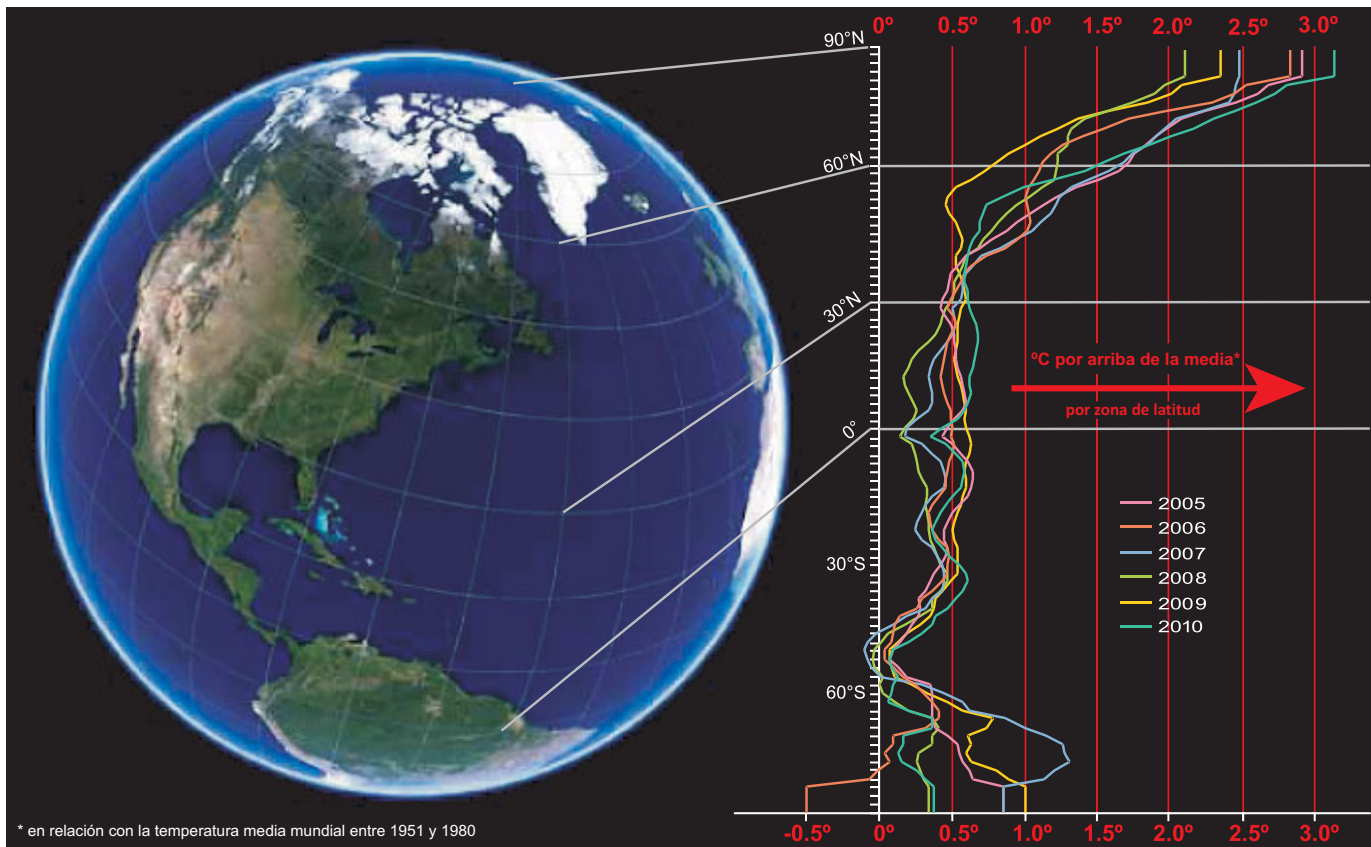 0º 0.5º 1.0º 1.5º 2.0º 2.5º 3.0º
90°N
60°N
30°N
ºC por arriba de la media*
por zona de latitud
0°
2005
2006
2007
30°S
2008
2009
2010
60°S
* en relación con la temperatura media mundial entre 1951 y 1980
-0.5º 0º 0.5º 1.0º 1.5º 2.0º 2.5º 3.0º